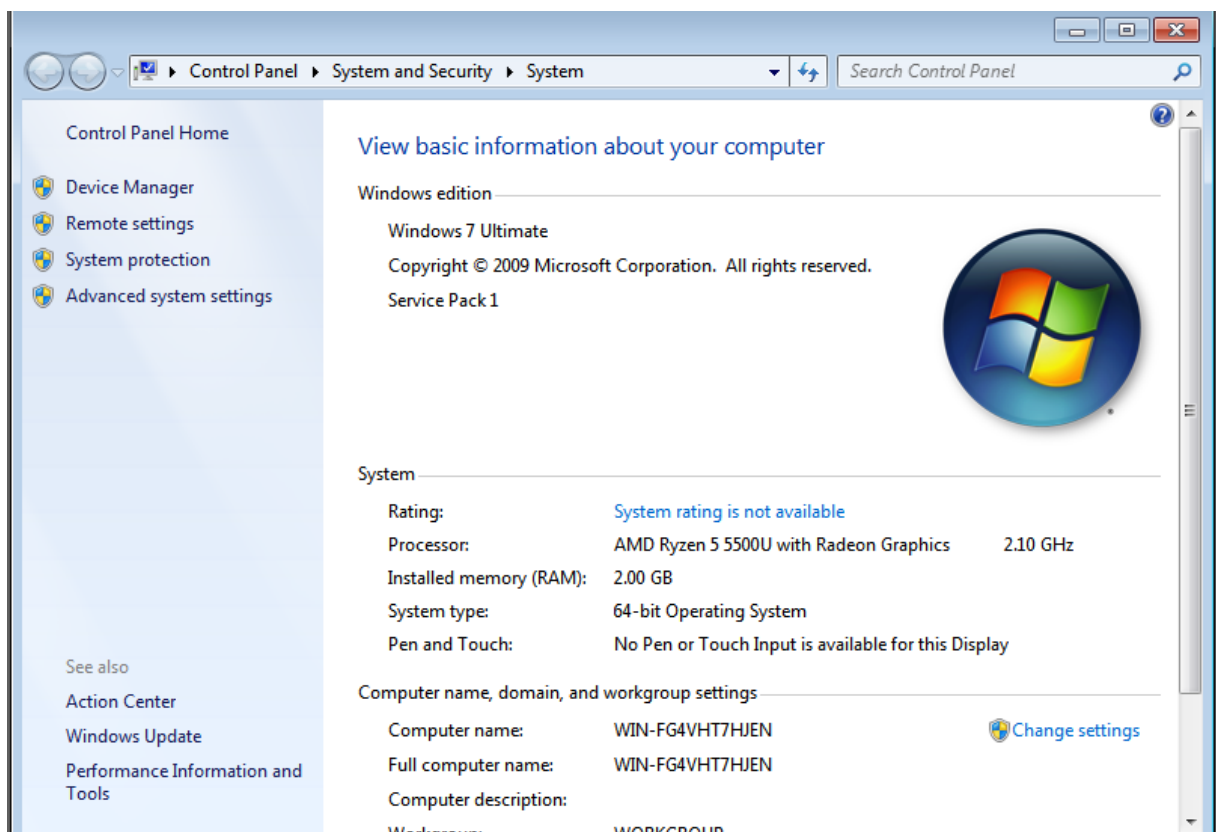 Control Panel System and Security System
Search Control Panel
Control Panel Home
Device Manager
Remote settings
System protection
Advanced system settings
See also
Action Center
Windows Update
Performance Information and
Tools
View basic information about your computer
Windows edition
Windows 7 Ultimate
Copyright © 2009 Microsoft Corporation. All rights reserved.
Service Pack 1
System
Rating: System rating is not available
Processor: AMD Ryzen 5 5500U with Radeon Graphics 2.10 GHz
Installed memory (RAM): 2.00 GB
System type: 64-bit Operating System
Pen and Touch: No Pen or Touch Input is available for this Display
Computer name, domain, and workgroup settings
Computer name: WIN-FG4VHT7HJEN Change settings
Full computer name: WIN-FG4VHT7HJEN
Computer description:
Workgroup: WORKGROUP